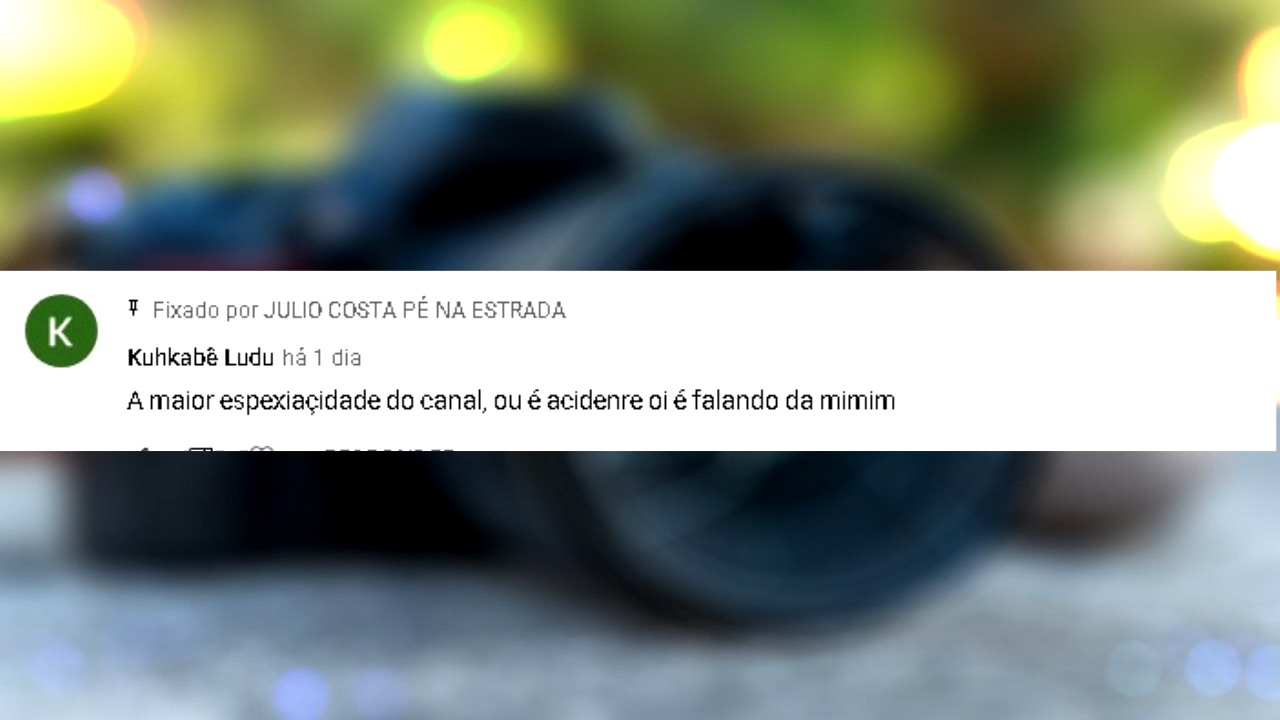 K
Fixado por JULIO COSTA PÉ NA ESTRADA
Kuhkabê Ludu há 1 dia
A maior espexiaçidade do canal, ou é acidenre oi é falando da mimim